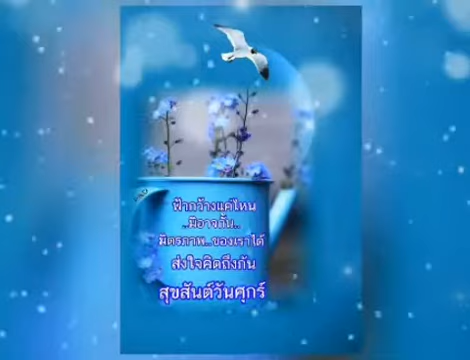 ฟ้ากว้างแค่ไหน
..มิอาจกั้น..
มิตรภาพ..ของเราได้
ส่งใจคิดถึงกัน
สุขสันต์วันศุกร์